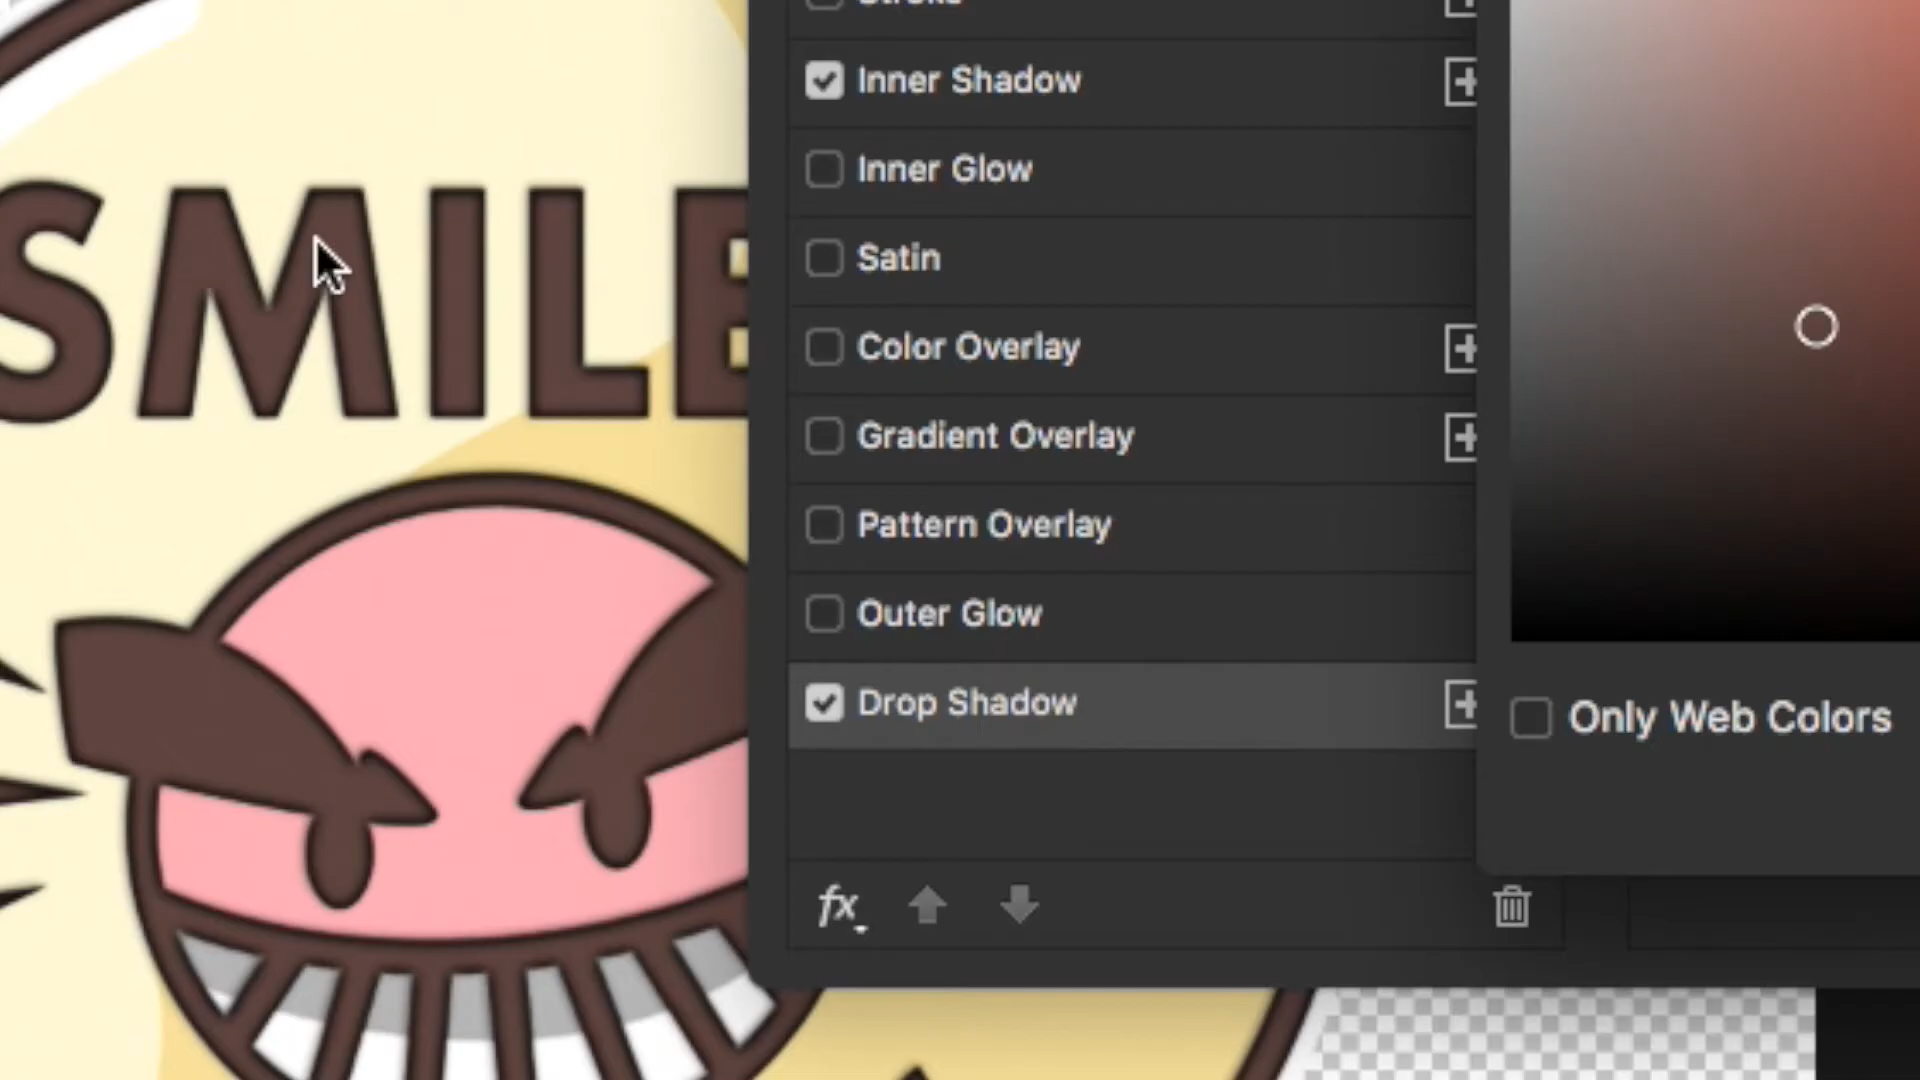 Stroke
Inner Shadow
Inner Glow
Satin
Color Overlay
Gradient Overlay
Pattern Overlay
Outer Glow
Drop Shadow
fx
SMILE
Only Web Colors